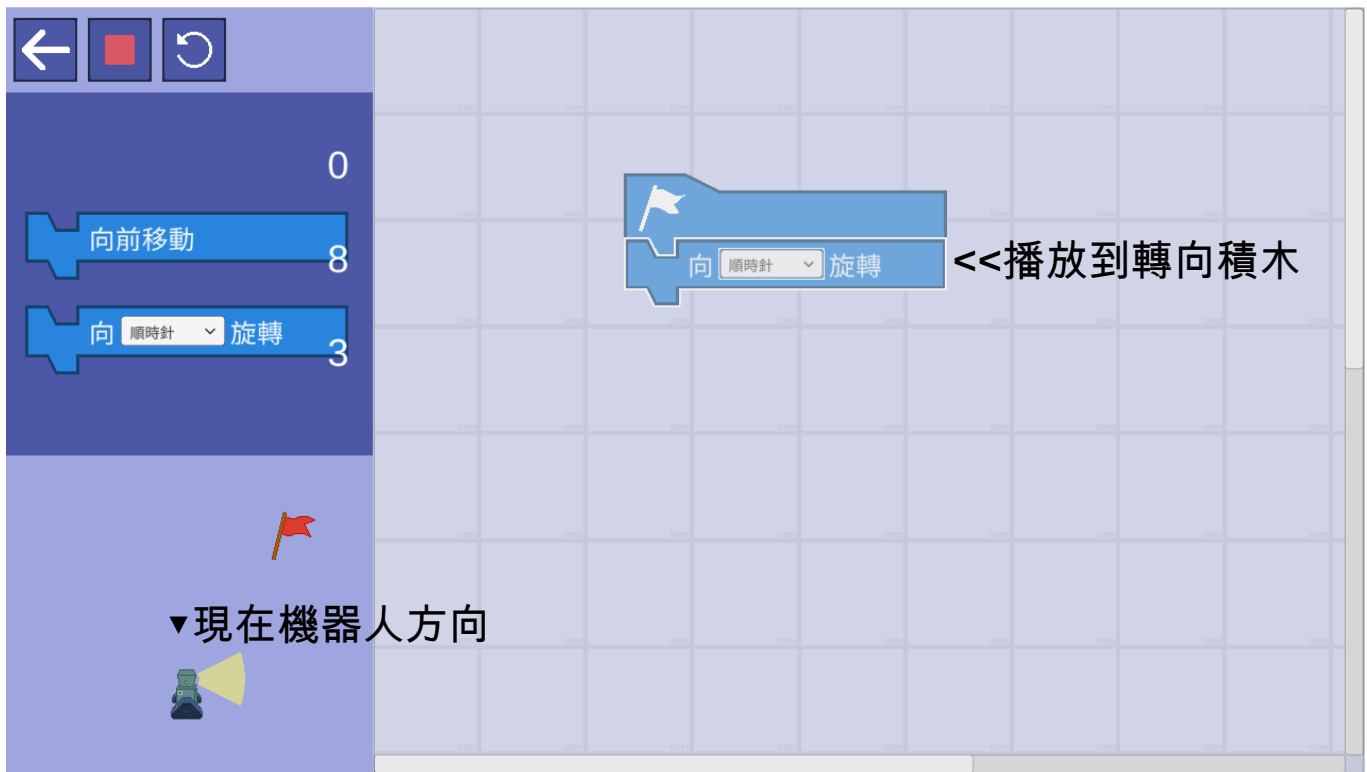 0
向前移動
8
向 順時針 旋轉
3
向 順時針 旋轉
<<播放到轉向積木
▼現在機器人方向